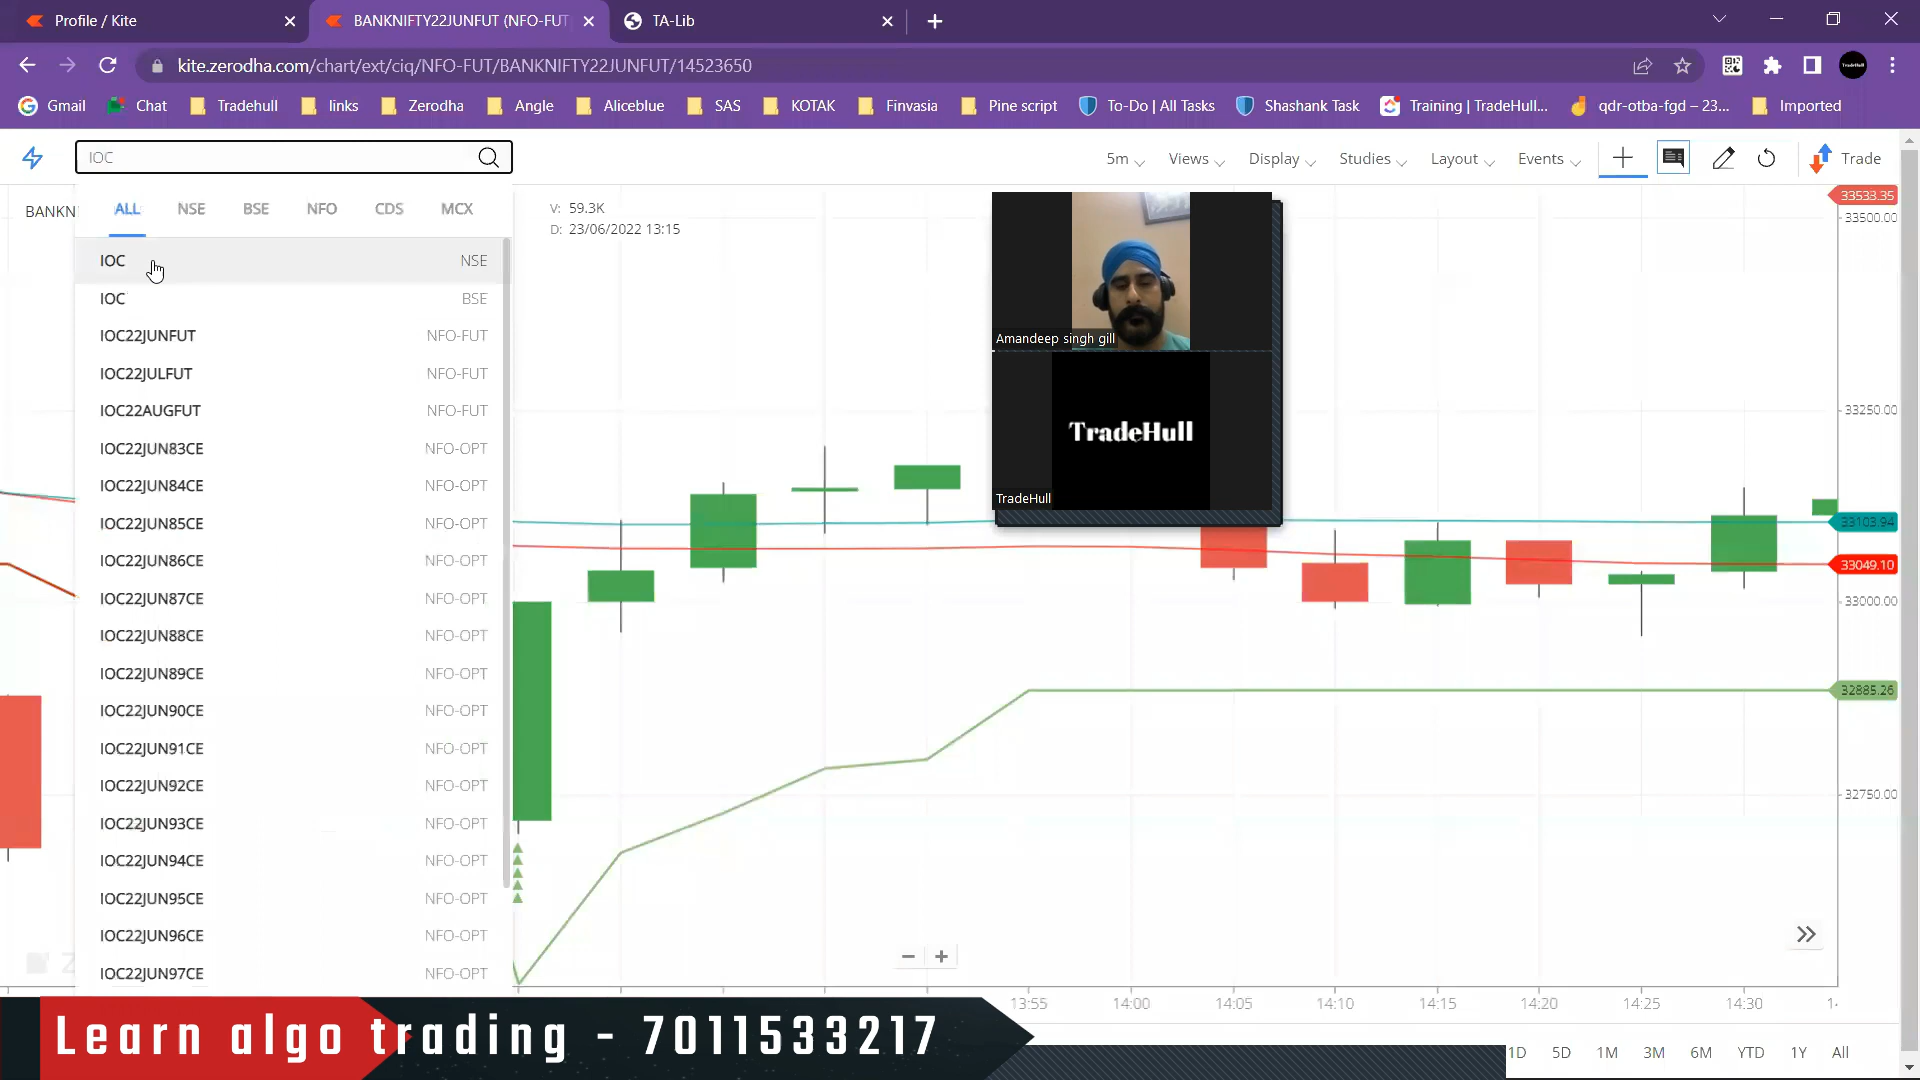 Profile / Kite
BANKNIFTY22JUNFUT (NFO-FUT
TA-Lib
kite.zerodha.com/chart/ext/ciq/NFO-FUT/BANKNIFTY22JUNFUT/14523650
Gmail Chat Tradehull links Zerodha Angle Aliceblue SAS KOTAK Finvasia Pine script To-Do | All Tasks Shashank Task Training | TradeHull... qdr-otba-fgd – 23... Imported
IOC
5m Views Display Studies Layout Events Trade
BANKN
ALL NSE BSE NFO CDS MCX
V: 59.3K
D: 23/06/2022 13:15
IOC NSE
IOC BSE
IOC22JUNFUT NFO-FUT
IOC22JULFUT NFO-FUT
IOC22AUGFUT NFO-FUT
IOC22JUN83CE NFO-OPT
IOC22JUN84CE NFO-OPT
IOC22JUN85CE NFO-OPT
IOC22JUN86CE NFO-OPT
IOC22JUN87CE NFO-OPT
IOC22JUN88CE NFO-OPT
IOC22JUN89CE NFO-OPT
IOC22JUN90CE NFO-OPT
IOC22JUN91CE NFO-OPT
IOC22JUN92CE NFO-OPT
IOC22JUN93CE NFO-OPT
IOC22JUN94CE NFO-OPT
IOC22JUN95CE NFO-OPT
IOC22JUN96CE NFO-OPT
IOC22JUN97CE NFO-OPT
Amandeep singh gill
TradeHull
TradeHull
33533.35
33500.00
33250.00
33103.94
33049.10
33000.00
32885.26
32750.00
13:55 14:00 14:05 14:10 14:15 14:20 14:25 14:30
Learn algo trading - 7011533217
1D 5D 1M 3M 6M YTD 1Y All